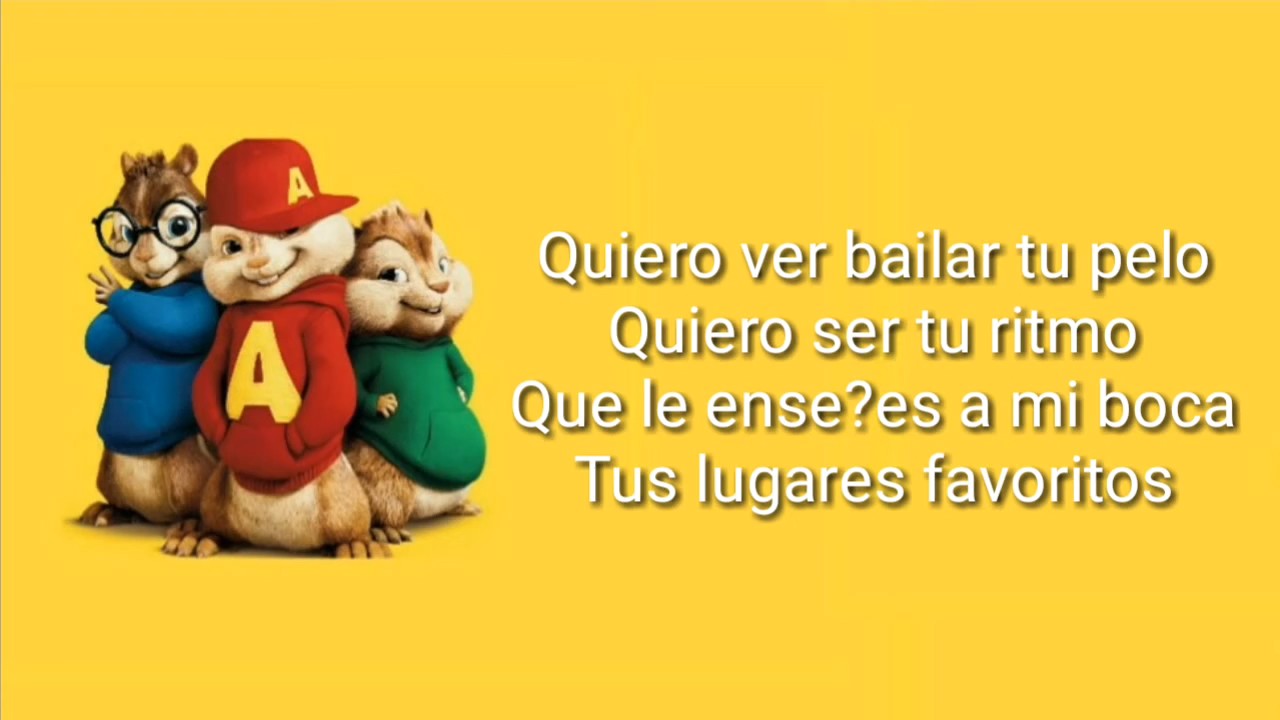 A
A
Quiero ver bailar tu pelo
Quiero ser tu ritmo
Que le ense?es a mi boca
Tus lugares favoritos